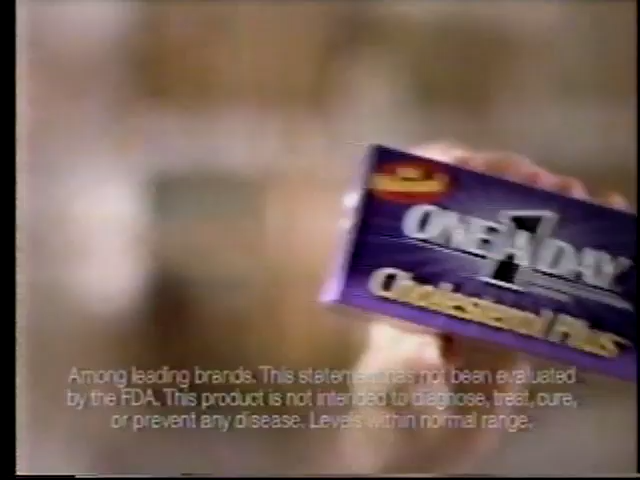 ONE A DAY
Cholesterol Plus
Among leading brands. This statement has not been evaluated
by the FDA. This product is not intended to diagnose, treat, cure,
or prevent any disease. Levels within normal range.